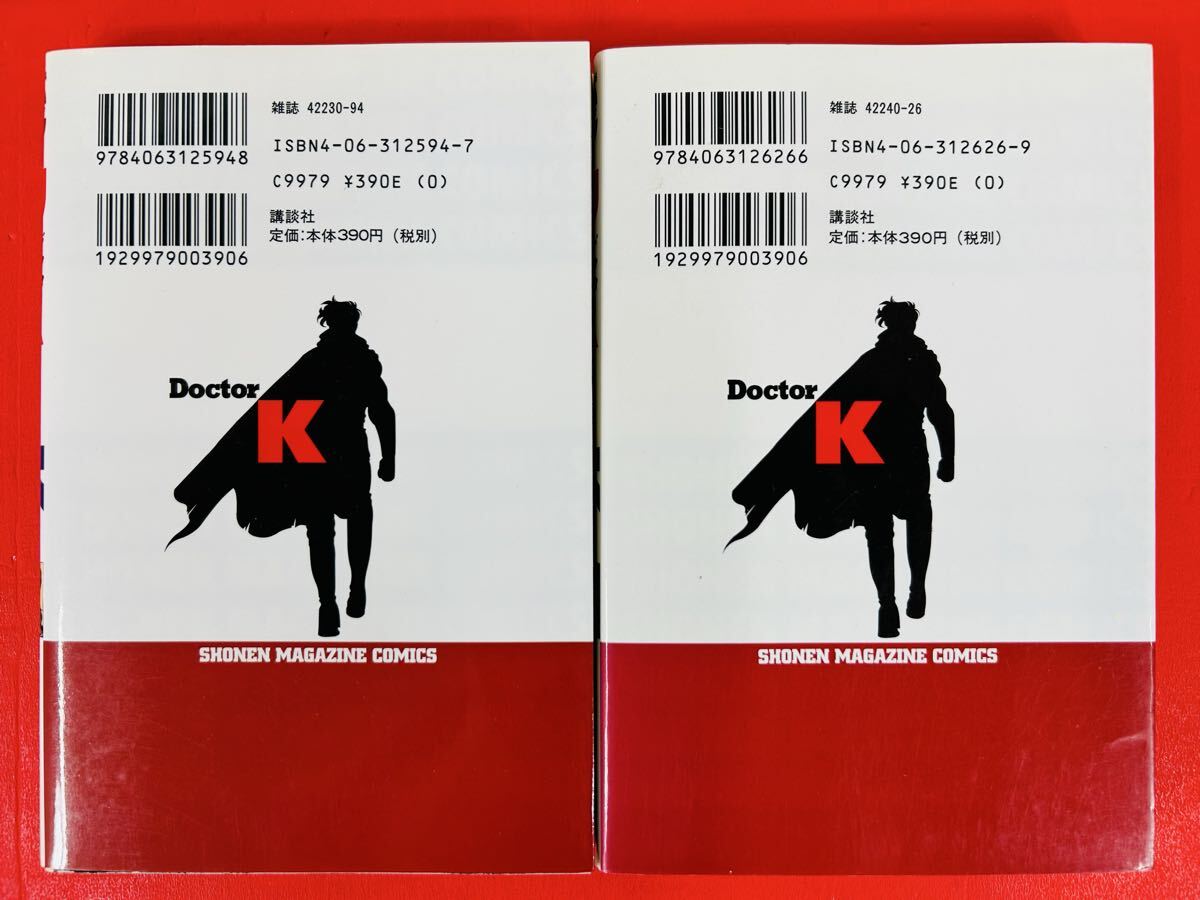 雑誌 42230-94
9784063125948
ISBN4-06-312594-7
C9979 ¥390E (0)
講談社
定価:本体390円(税別)
1929979003906
Doctor
K
SHONEN MAGAZINE COMICS
雑誌 42240-26
9784063126266
ISBN4-06-312626-9
C9979 ¥390E (0)
講談社
定価:本体390円(税別)
1929979003906
Doctor
K
SHONEN MAGAZINE COMICS